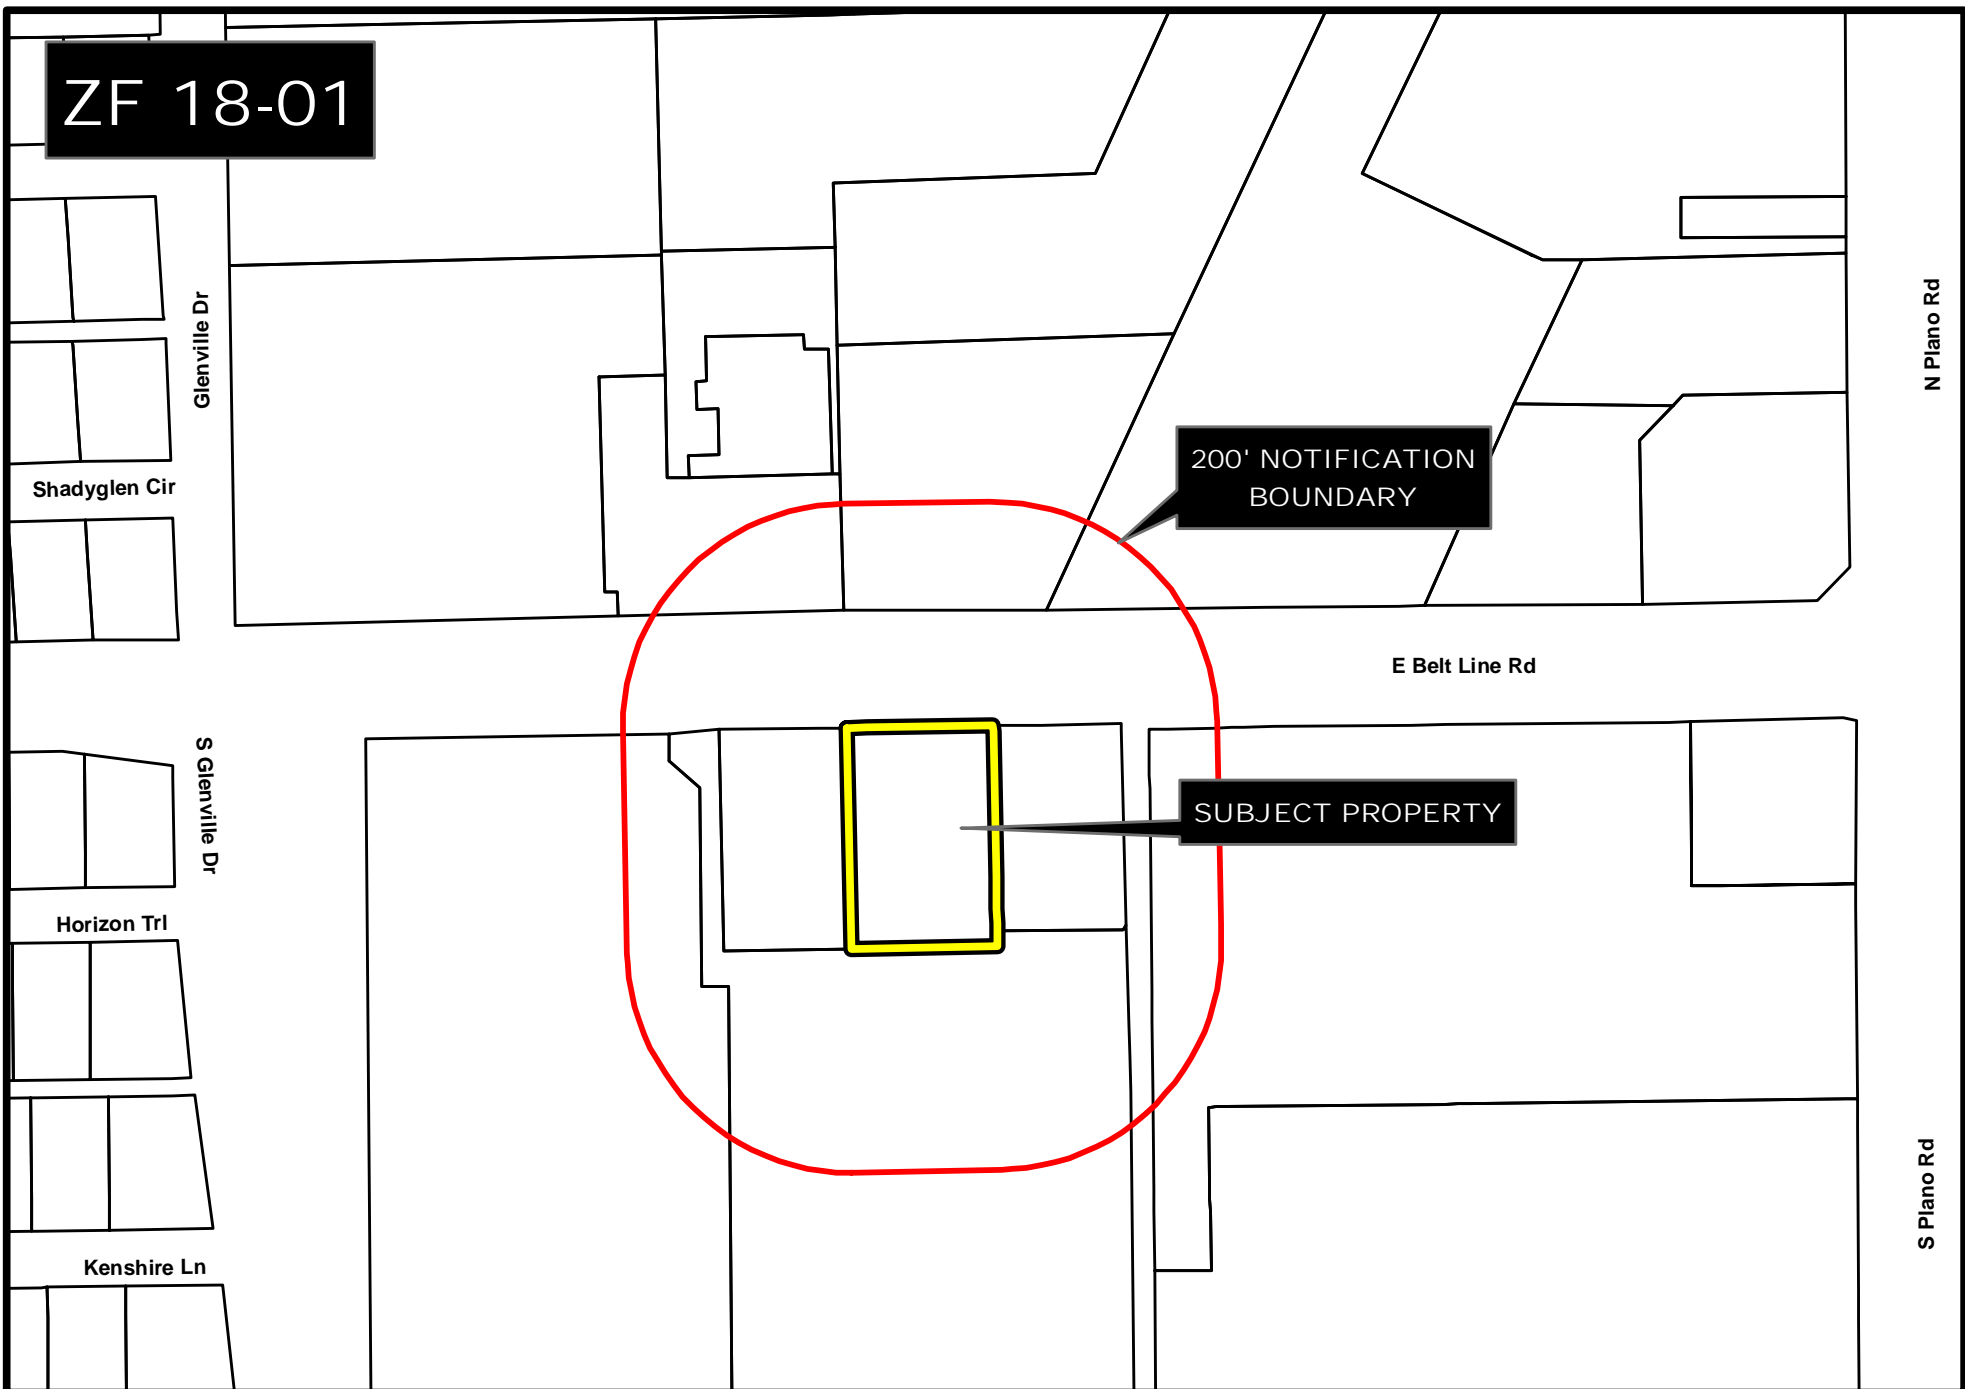 ZF 18-01
Glenville Dr
N Plano Rd
200' NOTIFICATION
BOUNDARY
Shadyglen Cir
E Belt Line Rd
S Glenville Dr
SUBJECT PROPERTY
Horizon Trl
S Plano Rd
Kenshire Ln